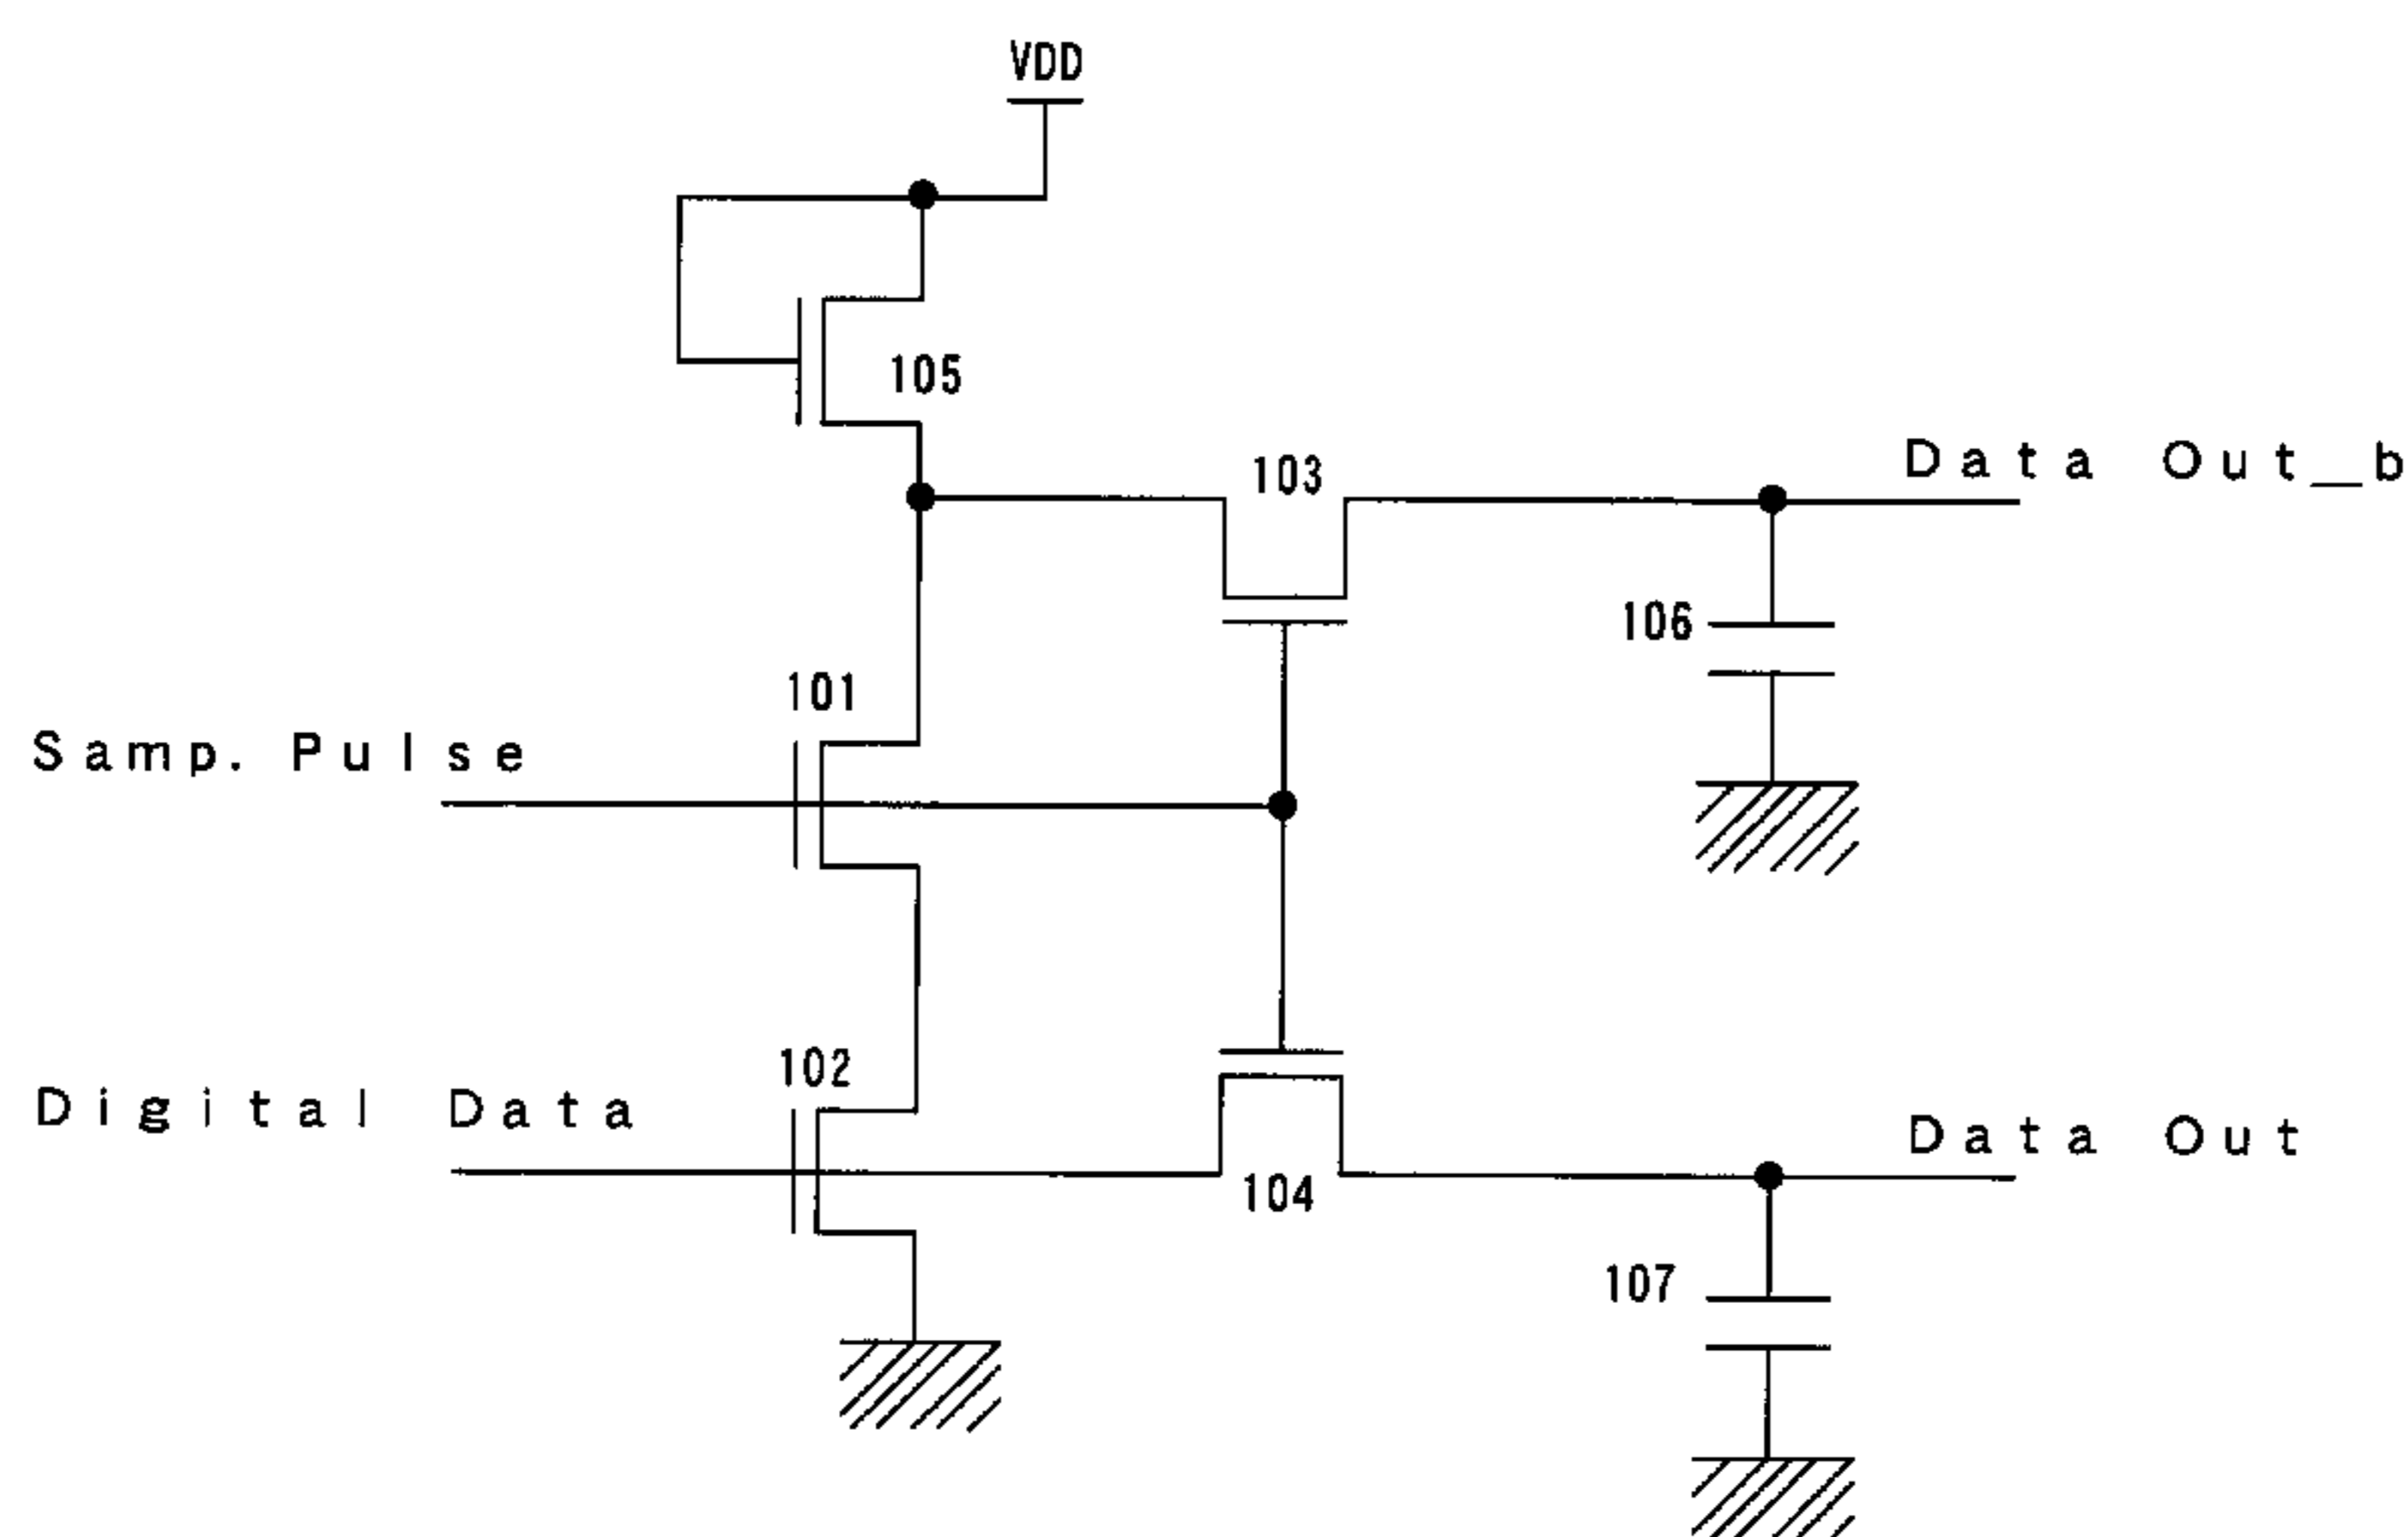 VDD
105
103
Data Out_b
106
101
Samp. Pulse
102
Digital Data
104
Data Out
107